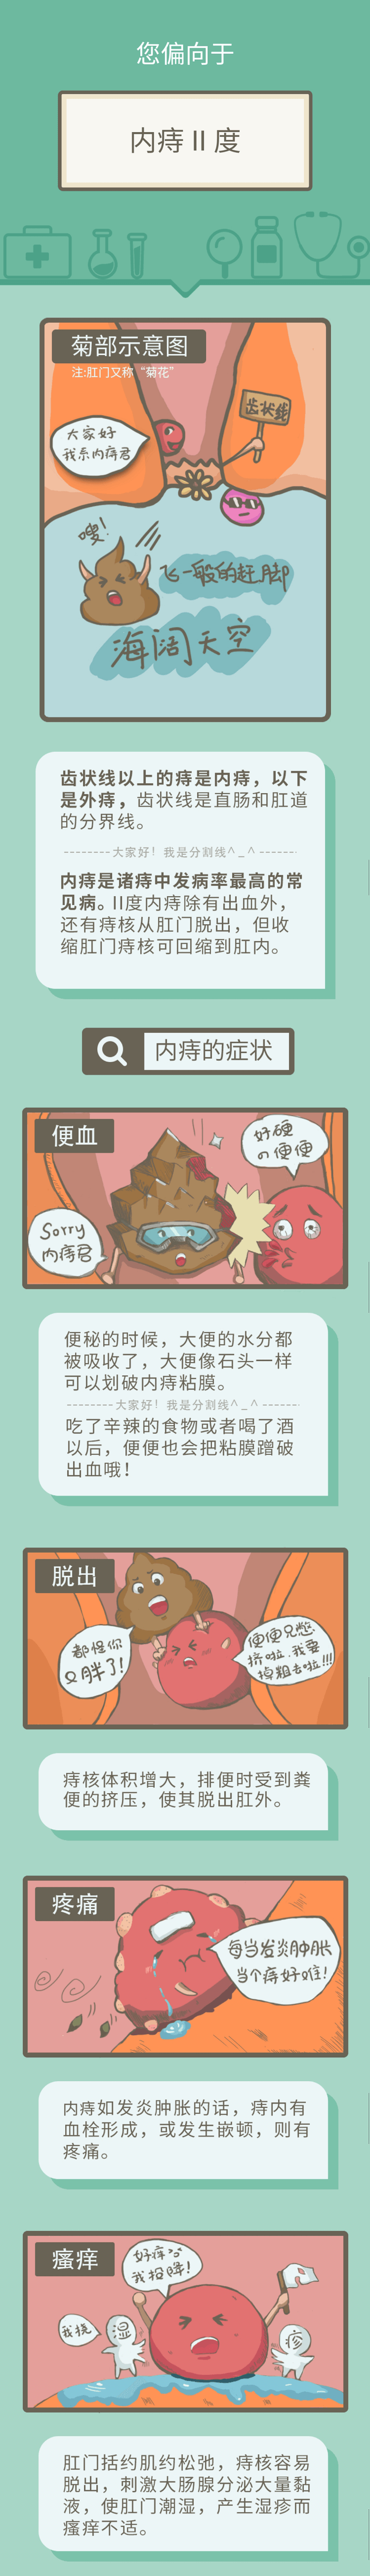 您偏向于
内痔 II 度
菊部示意图
注:肛门又称“菊花”
齿状线
大家好
我系内痔君
嗖!
飞一般的赶脚
海阔天空
齿状线以上的痔是内痔，以下
是外痔，齿状线是直肠和肛道
的分界线。
--------大家好！我是分割线^_^------
内痔是诸痔中发病率最高的常
见病。II度内痔除有出血外，
还有痔核从肛门脱出，但收
缩肛门痔核可回缩到肛内。
内痔的症状
便血
好硬
の便便
Sorry
内痔君
便秘的时候，大便的水分都
被吸收了，大便像石头一样
可以划破内痔粘膜。
--------大家好！我是分割线^_^------
吃了辛辣的食物或者喝了酒
以后，便便也会把粘膜蹭破
出血哦！
脱出
都怪你
只胖了!
便便兄憋
挤啦.我要
掉粗去啦!!!
痔核体积增大，排便时受到粪
便的挤压，使其脱出肛外。
疼痛
每当发炎肿胀
当个痔好难!
内痔如发炎肿胀的话，痔内有
血栓形成，或发生嵌顿，则有
疼痛。
瘙痒
好痒
我投降!
我挠
湿
疹
肛门括约肌约松弛，痔核容易
脱出，刺激大肠腺分泌大量黏
液，使肛门潮湿，产生湿疹而
瘙痒不适。